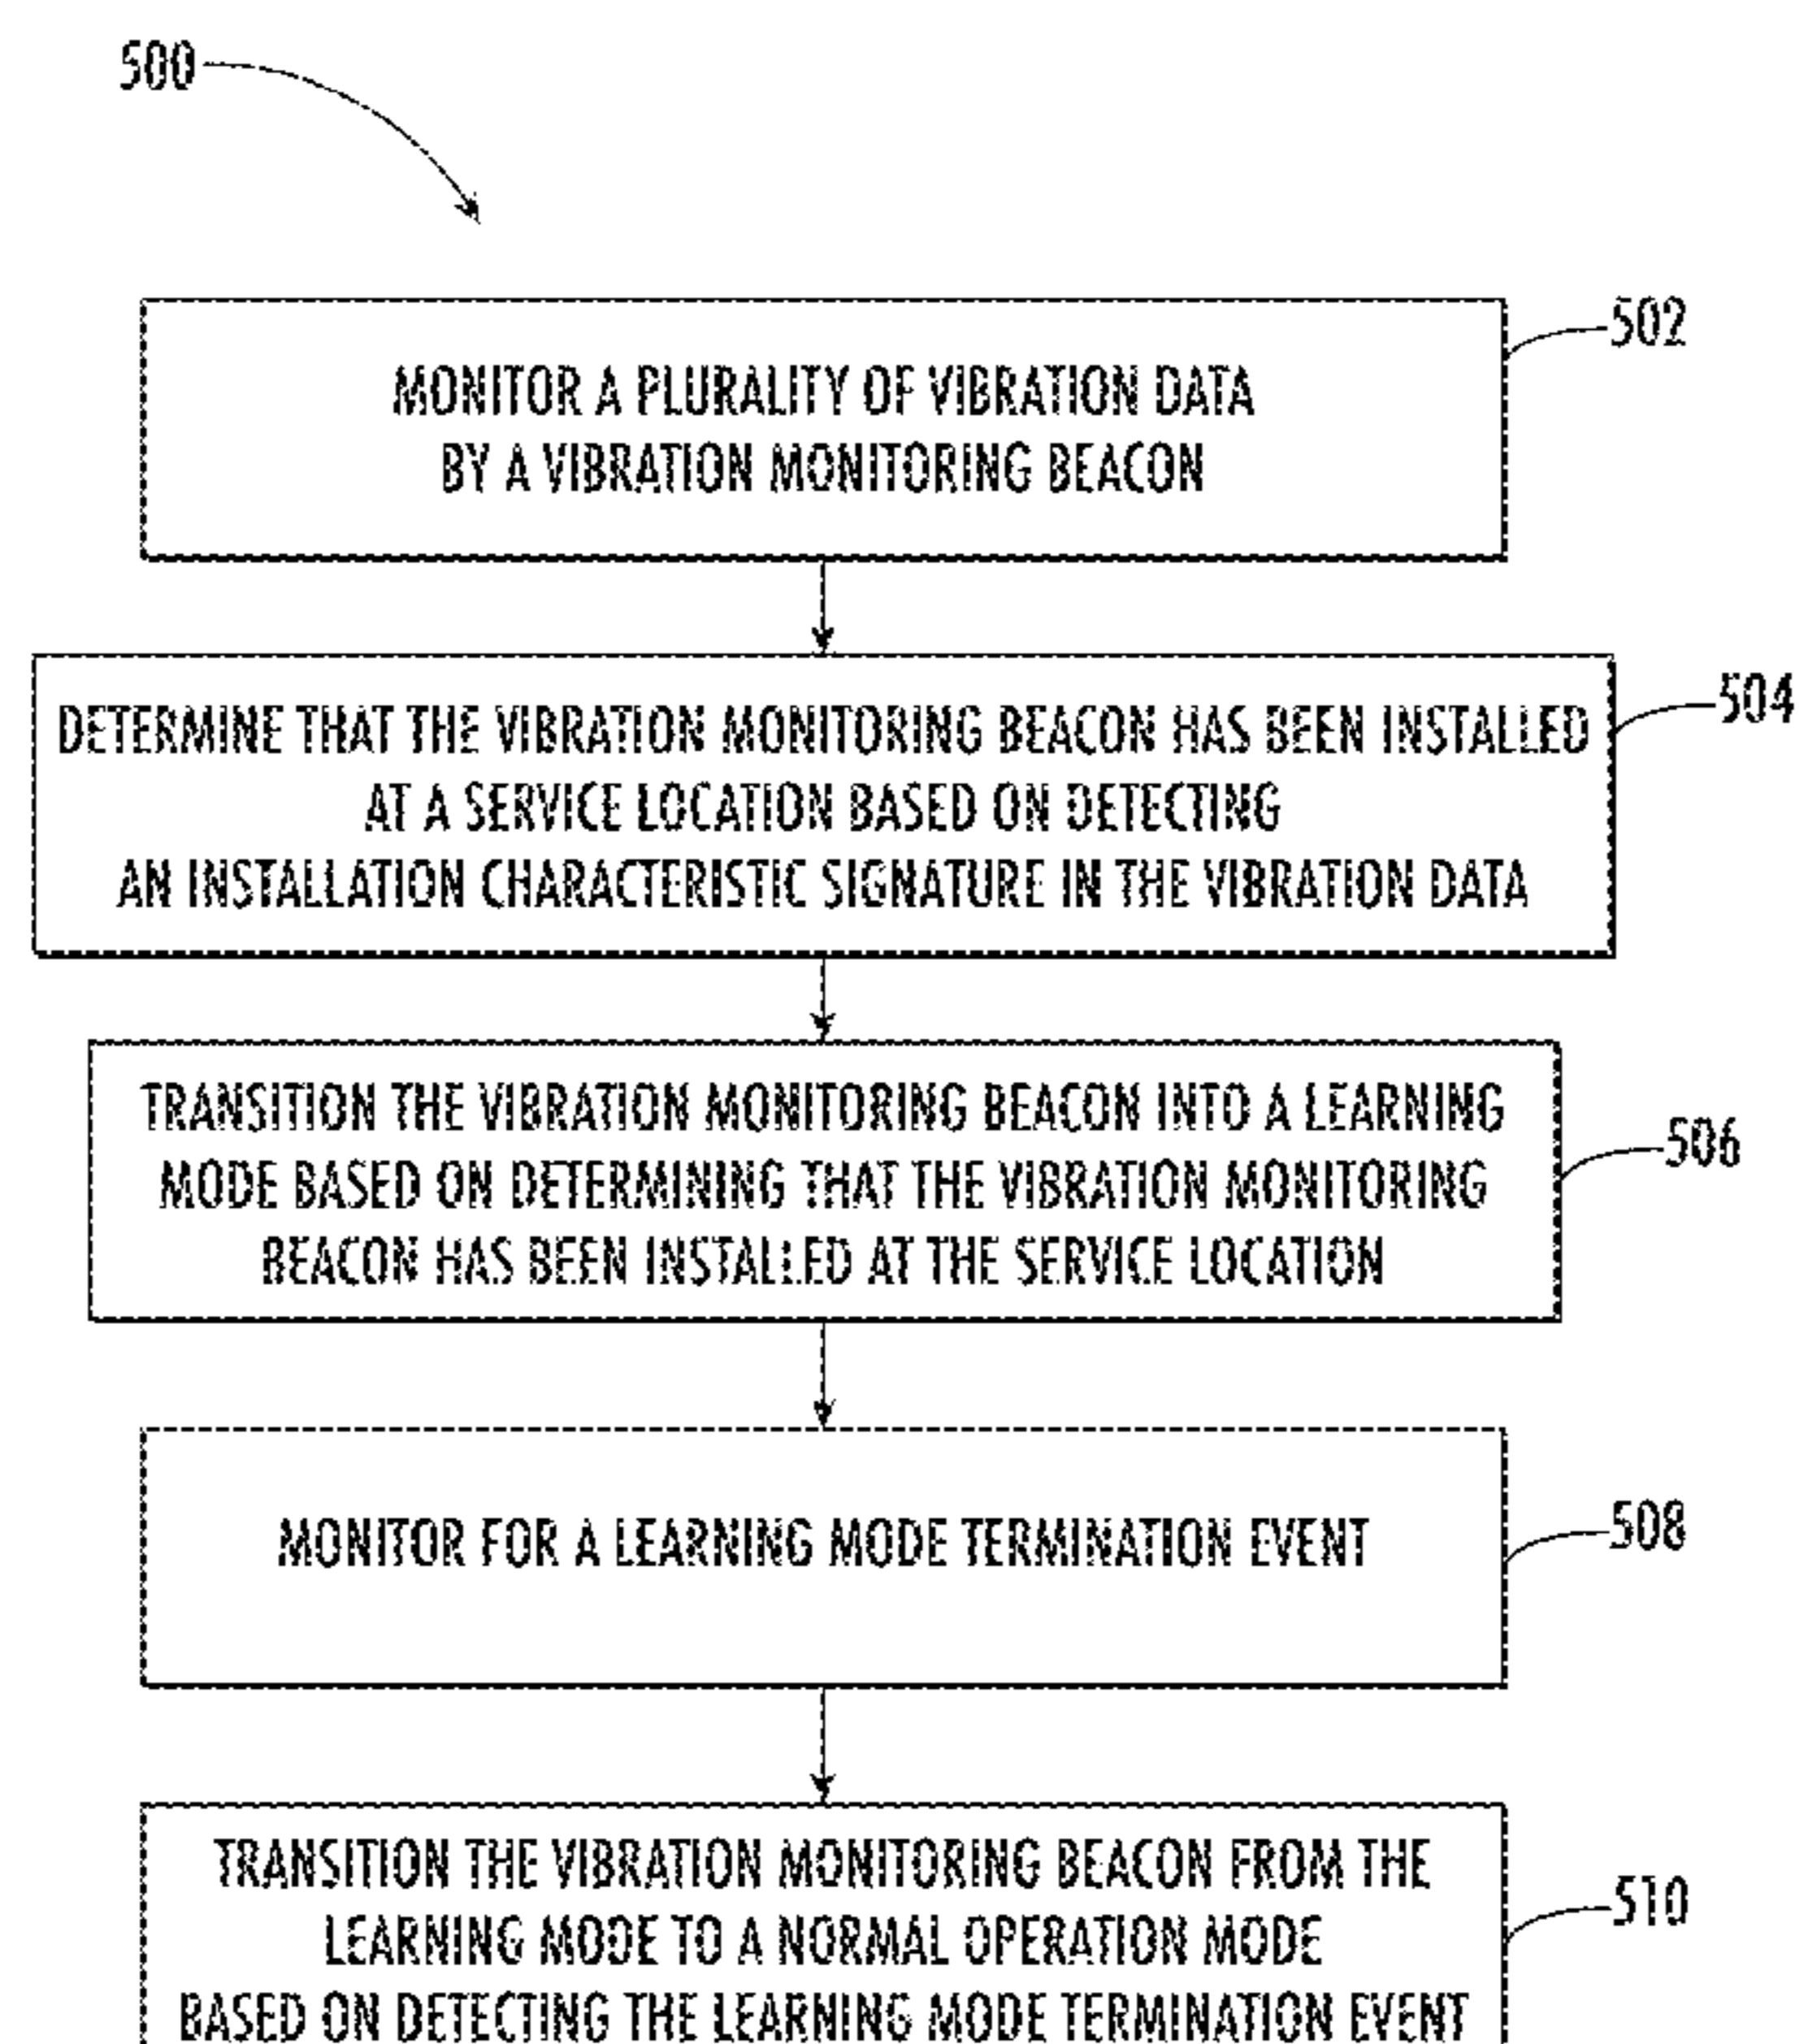 500
502
MONITOR A PLURALITY OF VIBRATION DATA
BY A VIBRATION MONITORING BEACON
504
DETERMINE THAT THE VIBRATION MONITORING BEACON HAS BEEN INSTALLED
AT A SERVICE LOCATION BASED ON DETECTING
AN INSTALLATION CHARACTERISTIC SIGNATURE IN THE VIBRATION DATA
506
TRANSITION THE VIBRATION MONITORING BEACON INTO A LEARNING
MODE BASED ON DETERMINING THAT THE VIBRATION MONITORING
BEACON HAS BEEN INSTALLED AT THE SERVICE LOCATION
508
MONITOR FOR A LEARNING MODE TERMINATION EVENT
510
TRANSITION THE VIBRATION MONITORING BEACON FROM THE
LEARNING MODE TO A NORMAL OPERATION MODE
BASED ON DETECTING THE LEARNING MODE TERMINATION EVENT